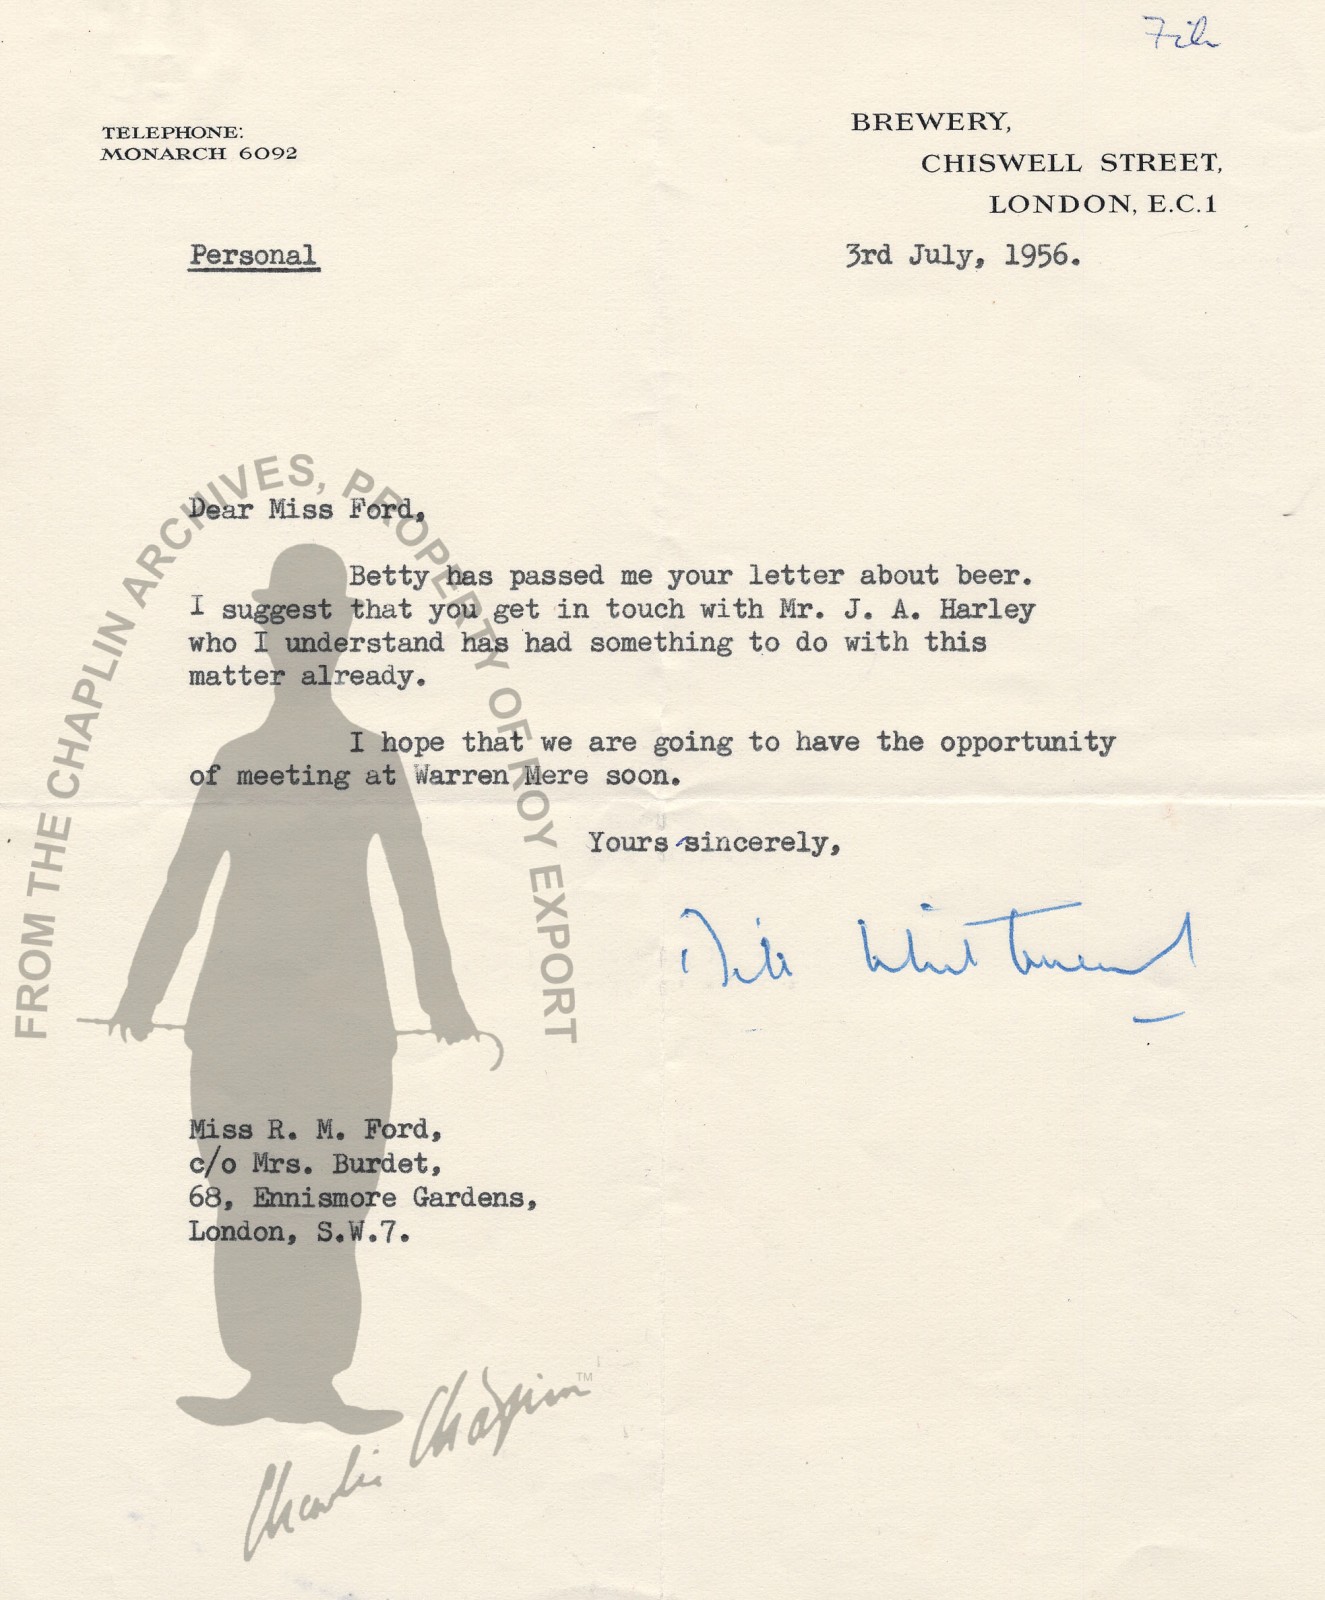 File
TELEPHONE:
MONARCH 6092
BREWERY,
CHISWELL STREET,
LONDON, E.C.1
Personal
3rd July, 1956.
FROM THE CHAPLIN ARCHIVES, PROPERTY OF ROY EXPORT
Dear Miss Ford,
Betty has passed me your letter about beer.
I suggest that you get in touch with Mr. J. A. Harley
who I understand has had something to do with this
matter already.
I hope that we are going to have the opportunity
of meeting at Warren Mere soon.
Yours sincerely,
Miss R. M. Ford,
c/o Mrs. Burdet,
68, Ennismore Gardens,
London, S.W.7.
Charlie Chaplin TM